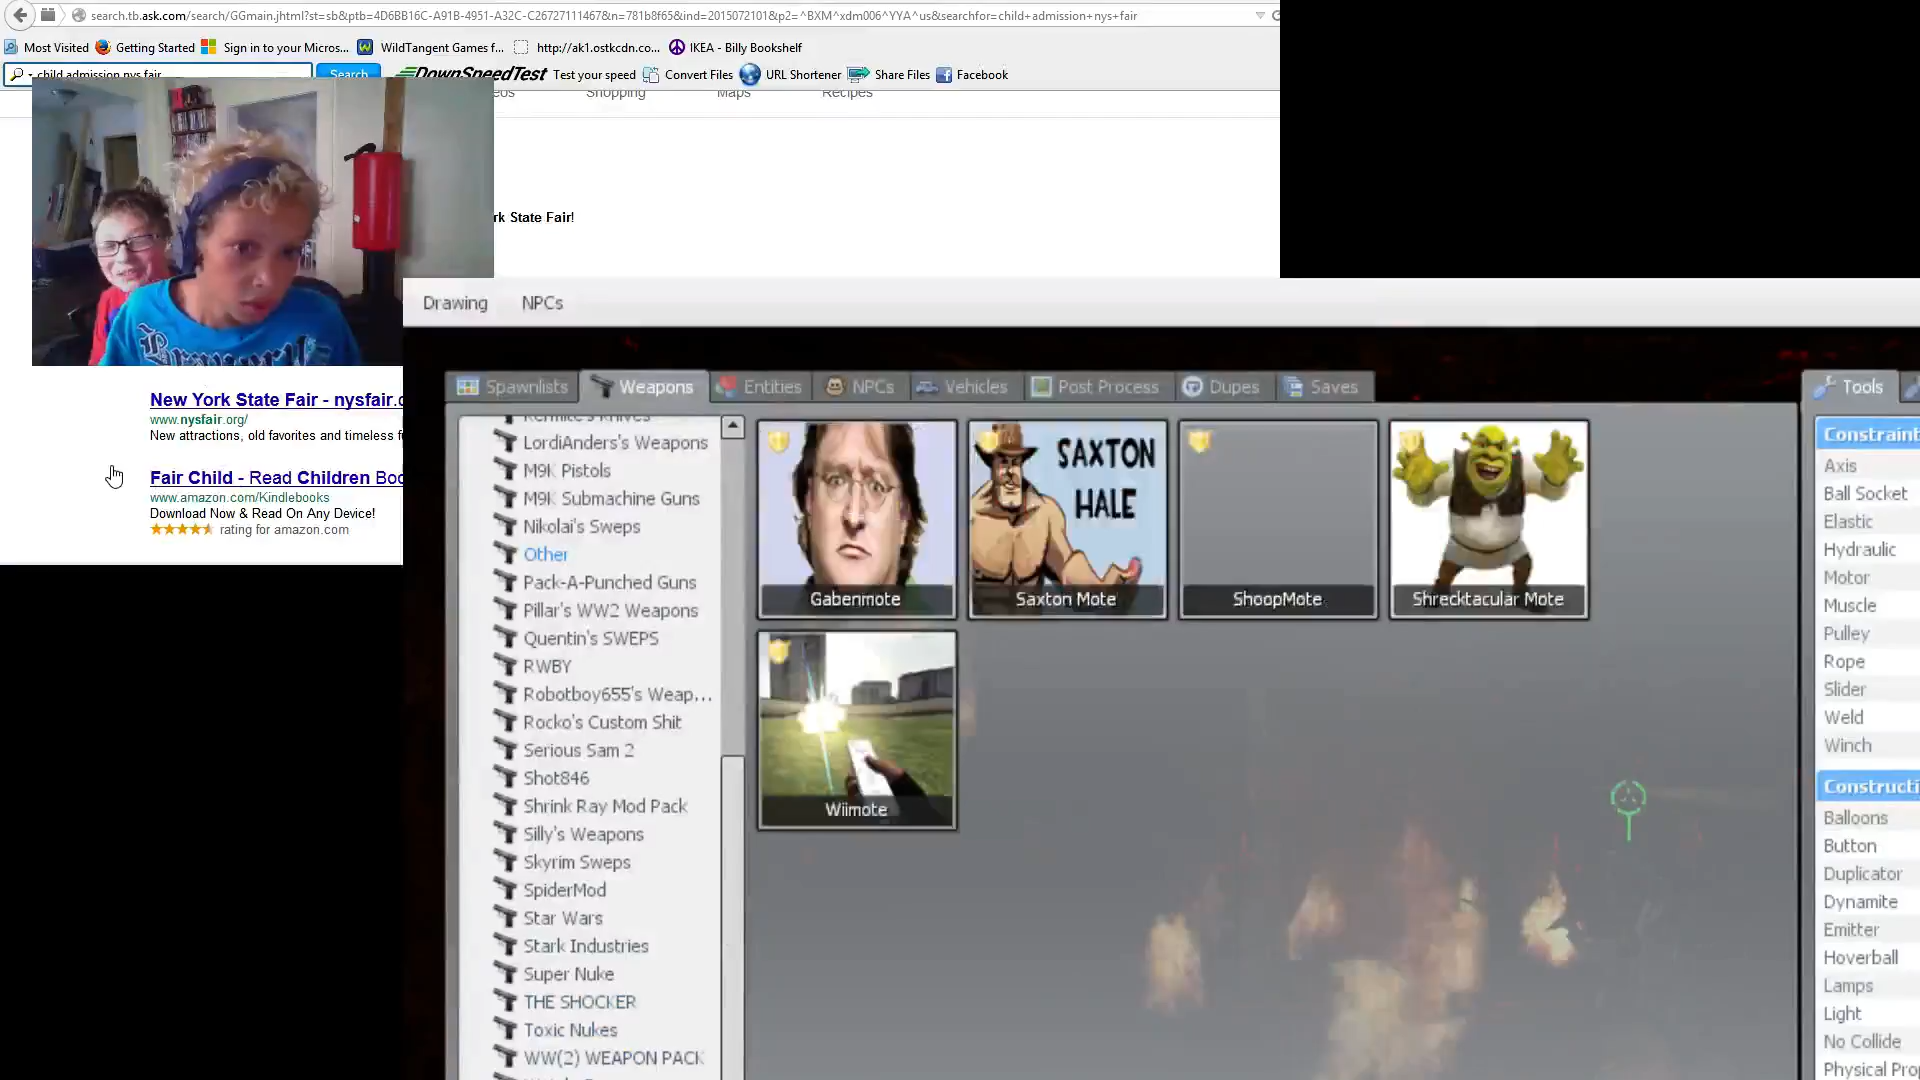 search.tb.ask.com/search/GGmain.jhtml?st=sb&ptb=4D6BB16C-A91B-4951-A32C-C26727111467&n=781b8f65&ind=2015072101&p2=^BXM^xdm006^YYA^us&searchfor=child+admission+nys+fair
Most Visited Getting Started Sign in to your Micros... WildTangent Games f... http://ak1.ostkcdn.co... IKEA - Billy Bookshelf
child admission nys fair Search DownSpeedTest Test your speed Convert Files URL Shortener Share Files Facebook
Shopping Maps Recipes
State Fair!
New York State Fair - nysfair.
www.nysfair.org/
New attractions, old favorites and timeless
Fair Child - Read Children
www.amazon.com/Kindlebooks
Download Now & Read On Any Device!
rating for amazon.com
Drawing NPCs
Spawnlists Weapons Entities NPCs Vehicles Post Process Dupes Saves
LordiAnders's Weapons
M9K Pistols
M9K Submachine Guns
Nikolai's Sweps
Other
Pack-A-Punched Guns
Pillar's WW2 Weapons
Quentin's SWEPS
RWBY
Robotboy655's Weap...
Rocko's Custom Shit
Serious Sam 2
Shot846
Shrink Ray Mod Pack
Silly's Weapons
Skyrim Sweps
SpiderMod
Star Wars
Stark Industries
Super Nuke
THE SHOCKER
Toxic Nukes
WW(2) WEAPON PACK
SAXTON
HALE
Gabenmote
Saxton Mote
ShoopMote
Shrecktacular Mote
Wiimote
Tools
Constraint
Axis
Ball Socket
Elastic
Hydraulic
Motor
Muscle
Pulley
Rope
Slider
Weld
Winch
Constructi
Balloons
Button
Duplicator
Dynamite
Emitter
Hoverball
Lamps
Light
No Collide
Physical Pro